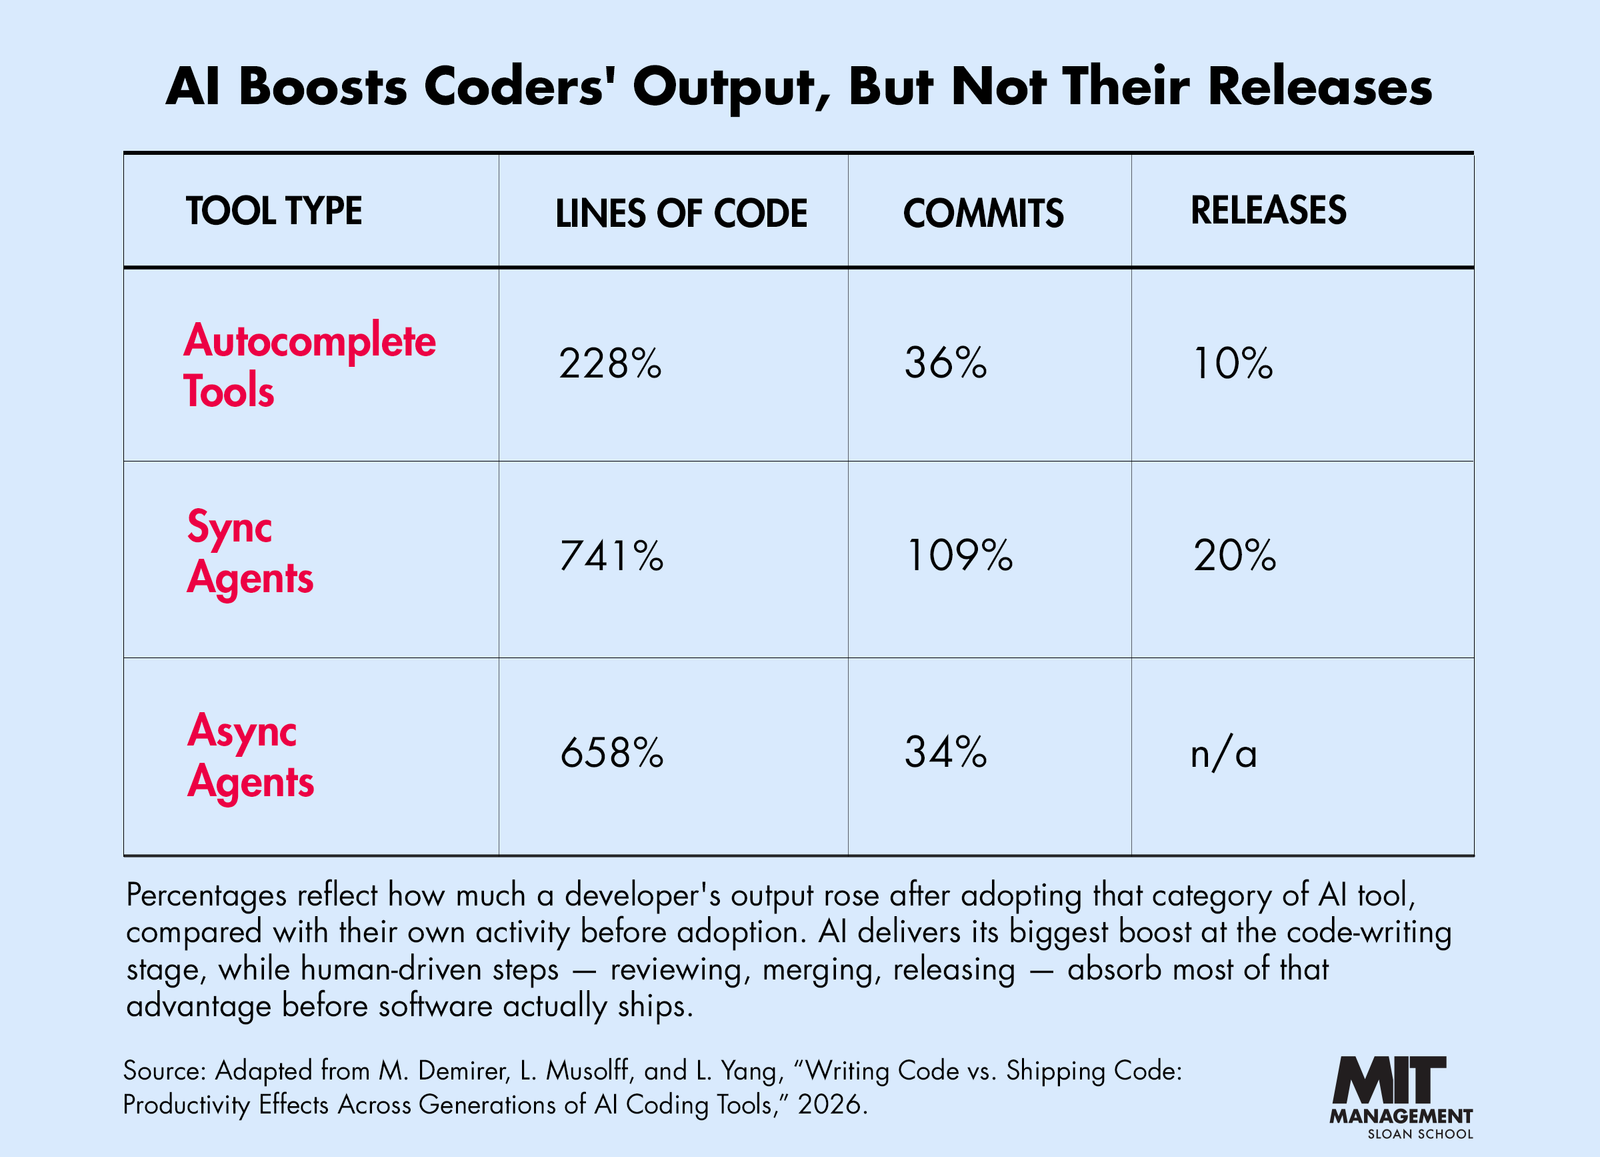 AI Boosts Coders' Output, But Not Their Releases
TOOL TYPE LINES OF CODE COMMITS RELEASES
Autocomplete
Tools
228% 36% 10%
Sync
Agents
741% 109% 20%
Async
Agents
658% 34% n/a
Percentages reflect how much a developer's output rose after adopting that category of AI tool,
compared with their own activity before adoption. AI delivers its biggest boost at the code-writing
stage, while human-driven steps — reviewing, merging, releasing — absorb most of that
advantage before software actually ships.
Source: Adapted from M. Demirer, L. Musolff, and L. Yang, “Writing Code vs. Shipping Code:
Productivity Effects Across Generations of AI Coding Tools,” 2026.
MIT
MANAGEMENT
SLOAN SCHOOL